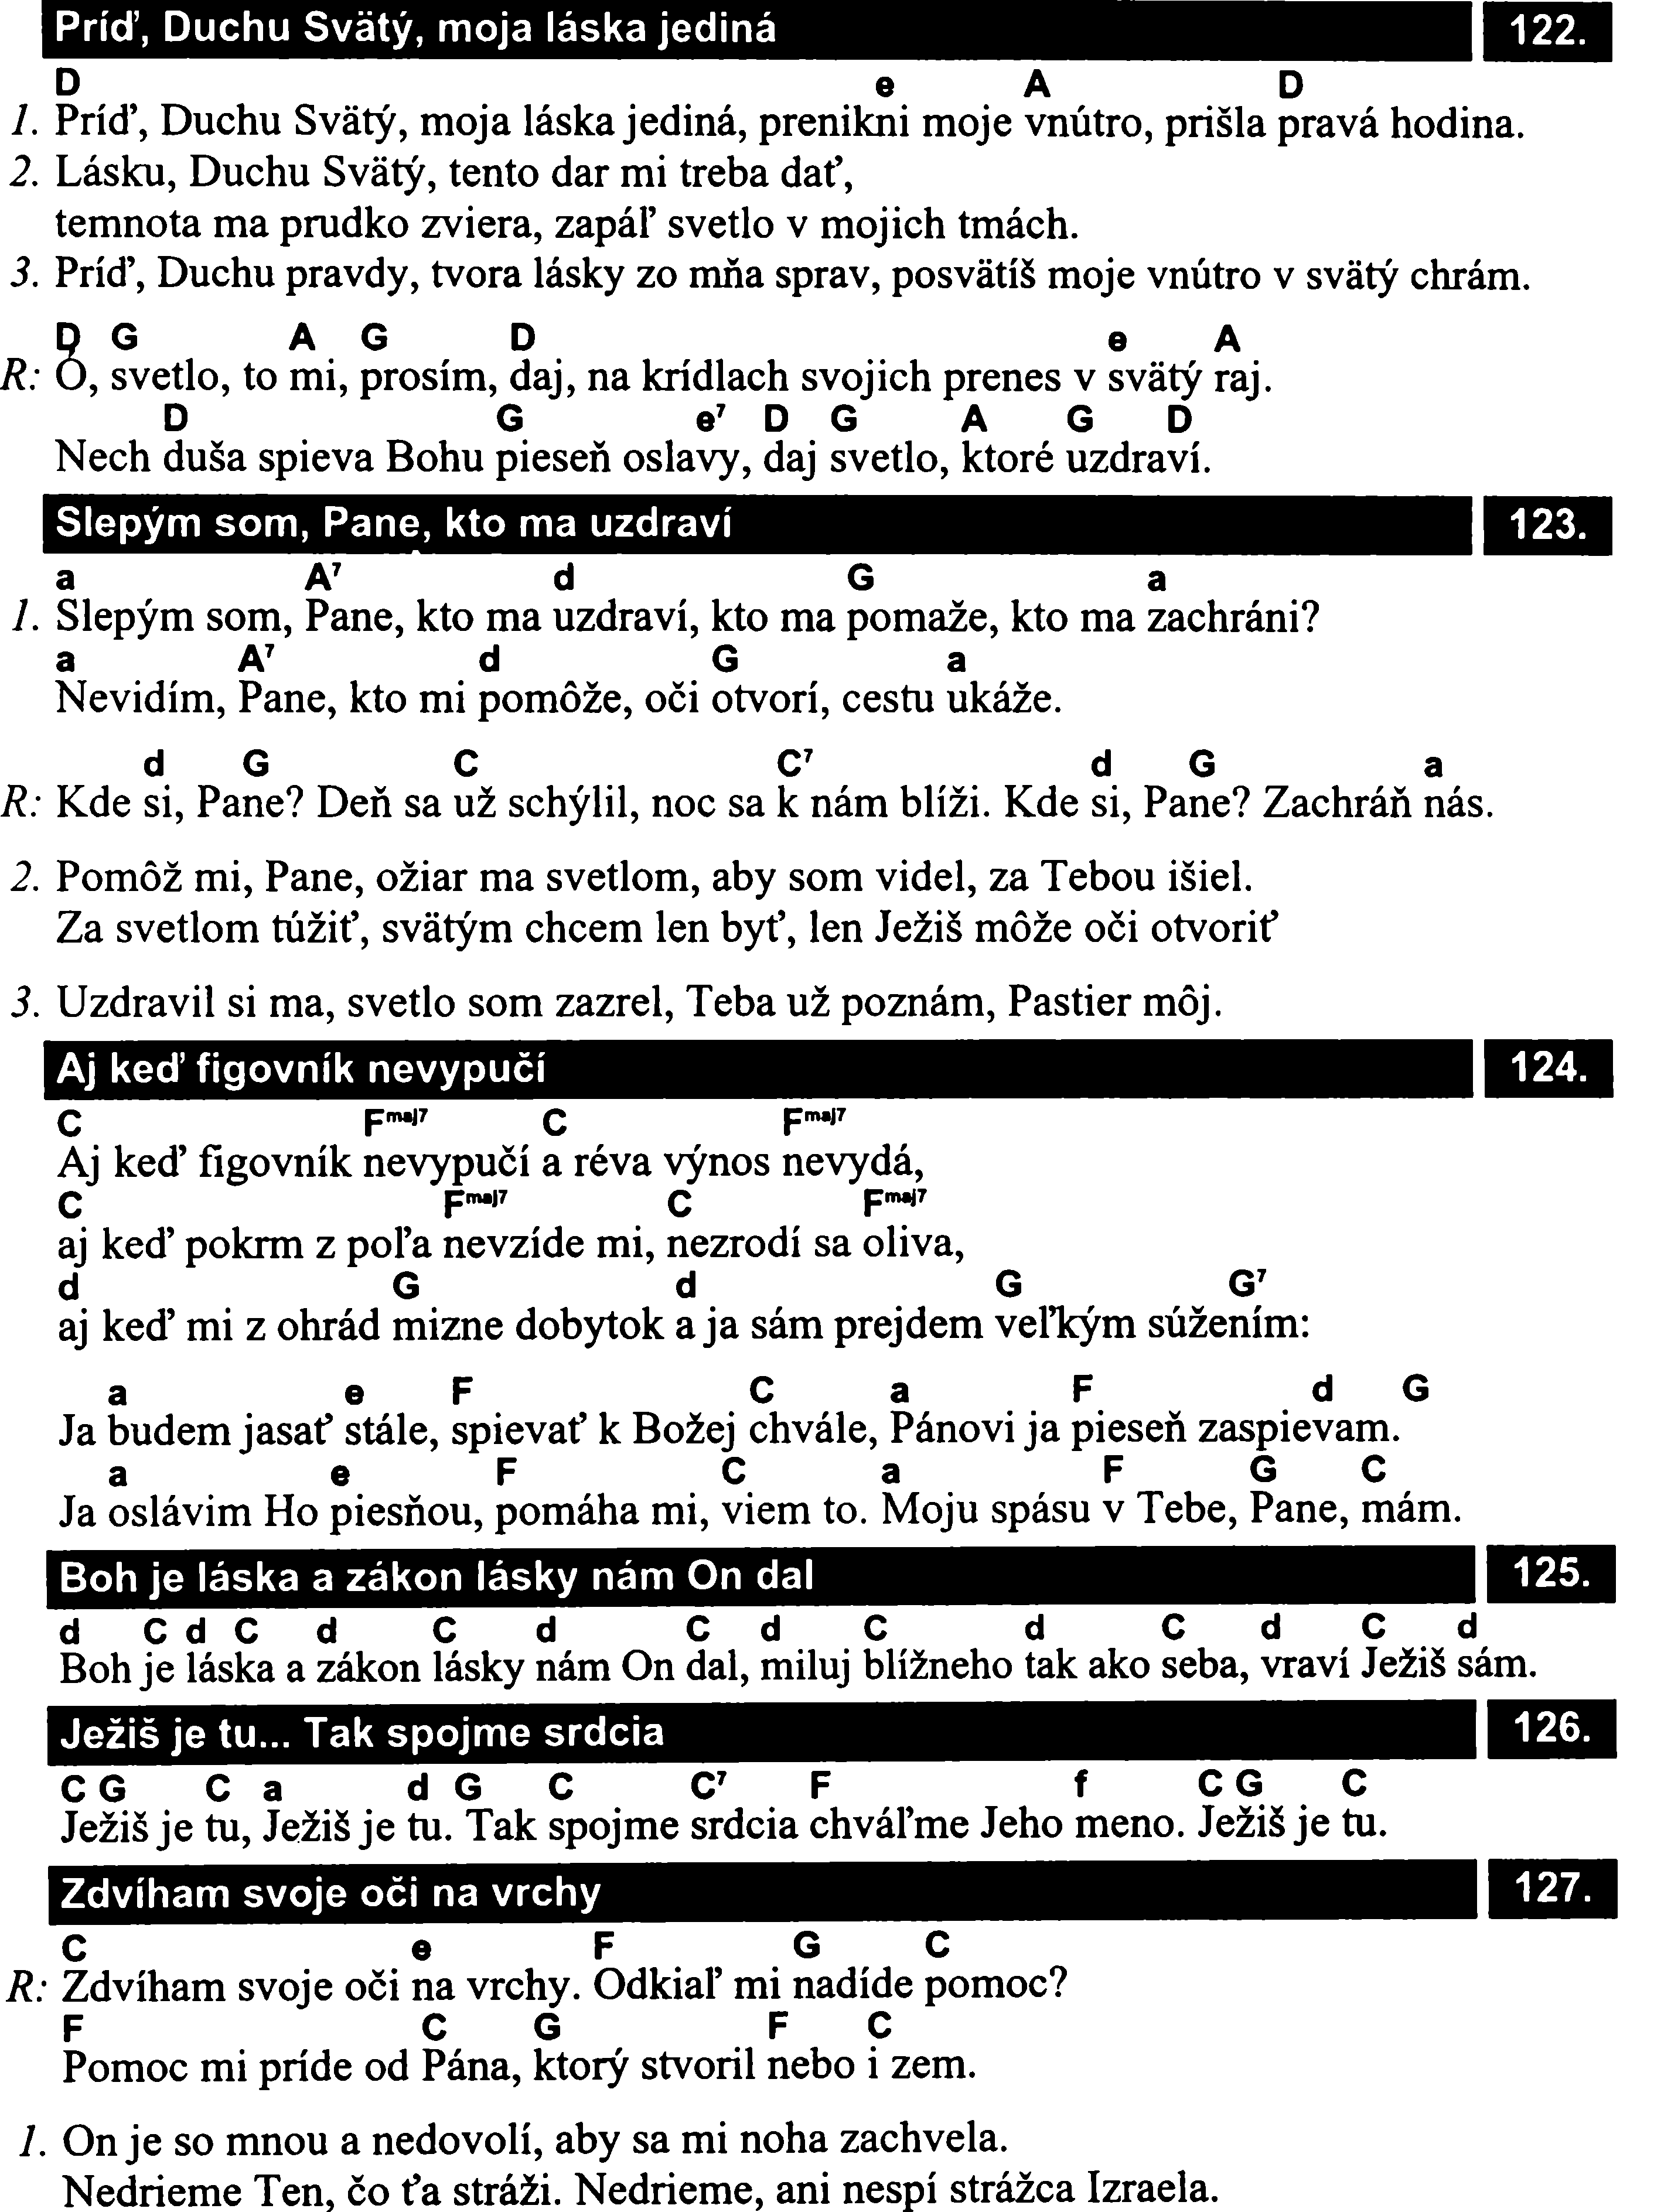 Príď, Duchu Svätý, moja láska jediná 122.
D e A D
1. Príď, Duchu Svätý, moja láska jediná, prenikni moje vnútro, prišla pravá hodina.
2. Lásku, Duchu Svätý, tento dar mi treba dať,
temnota ma prudko zviera, zapáľ svetlo v mojich tmách.
3. Príď, Duchu pravdy, tvora lásky zo mňa sprav, posvätíš moje vnútro v svätý chrám.
D G A G D e A
R: Ó, svetlo, to mi, prosím, daj, na krídlach svojich prenes v svätý raj.
D G e7 D G A G D
Nech duša spieva Bohu pieseň oslavy, daj svetlo, ktoré uzdraví.
Slepým som, Pane, kto ma uzdraví 123.
a A7 d G a
1. Slepým som, Pane, kto ma uzdraví, kto ma pomaže, kto ma zachráni?
a A7 d G a
Nevidím, Pane, kto mi pomôže, oči otvorí, cestu ukáže.
d G C C7 d G a
R: Kde si, Pane? Deň sa už schýlil, noc sa k nám blíži. Kde si, Pane? Zachráň nás.
2. Pomôž mi, Pane, ožiar ma svetlom, aby som videl, za Tebou išiel.
Za svetlom túžiť, svätým chcem len byť, len Ježiš môže oči otvoriť
3. Uzdravil si ma, svetlo som zazrel, Teba už poznám, Pastier môj.
Aj keď figovník nevypučí 124.
C Fmaj7 C Fmaj7
Aj keď figovník nevypučí a réva výnos nevydá,
C Fmaj7 C Fmaj7
aj keď pokrm z poľa nevzíde mi, nezrodí sa oliva,
d G d G G7
aj keď mi z ohrád mizne dobytok a ja sám prejdem veľkým súžením:
a e F C a F d G
Ja budem jasať stále, spievať k Božej chvále, Pánovi ja pieseň zaspievam.
a e F C a F G C
Ja oslávim Ho piesňou, pomáha mi, viem to. Moju spásu v Tebe, Pane, mám.
Boh je láska a zákon lásky nám On dal 125.
d C d C d C d C d C d C d C d
Boh je láska a zákon lásky nám On dal, miluj blížneho tak ako seba, vraví Ježiš sám.
Ježiš je tu... Tak spojme srdcia 126.
C G C a d G C C7 F f C G C
Ježiš je tu, Ježiš je tu. Tak spojme srdcia chváľme Jeho meno. Ježiš je tu.
Zdvíham svoje oči na vrchy 127.
C e F G C
R: Zdvíham svoje oči na vrchy. Odkiaľ mi nadíde pomoc?
F C G F C
Pomoc mi príde od Pána, ktorý stvoril nebo i zem.
1. On je so mnou a nedovolí, aby sa mi noha zachvela.
Nedrieme Ten, čo ťa stráži. Nedrieme, ani nespí strážca Izraela.